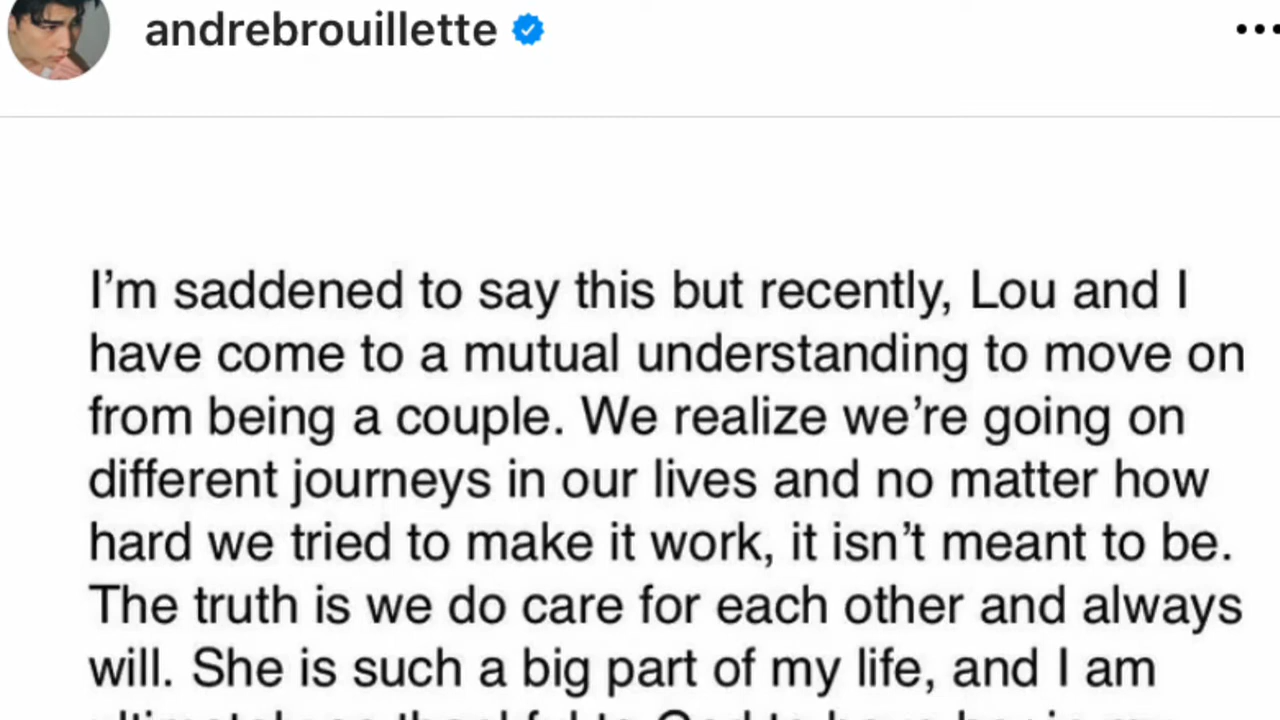 andrebrouillette
I’m saddened to say this but recently, Lou and I
have come to a mutual understanding to move on
from being a couple. We realize we’re going on
different journeys in our lives and no matter how
hard we tried to make it work, it isn’t meant to be.
The truth is we do care for each other and always
will. She is such a big part of my life, and I am